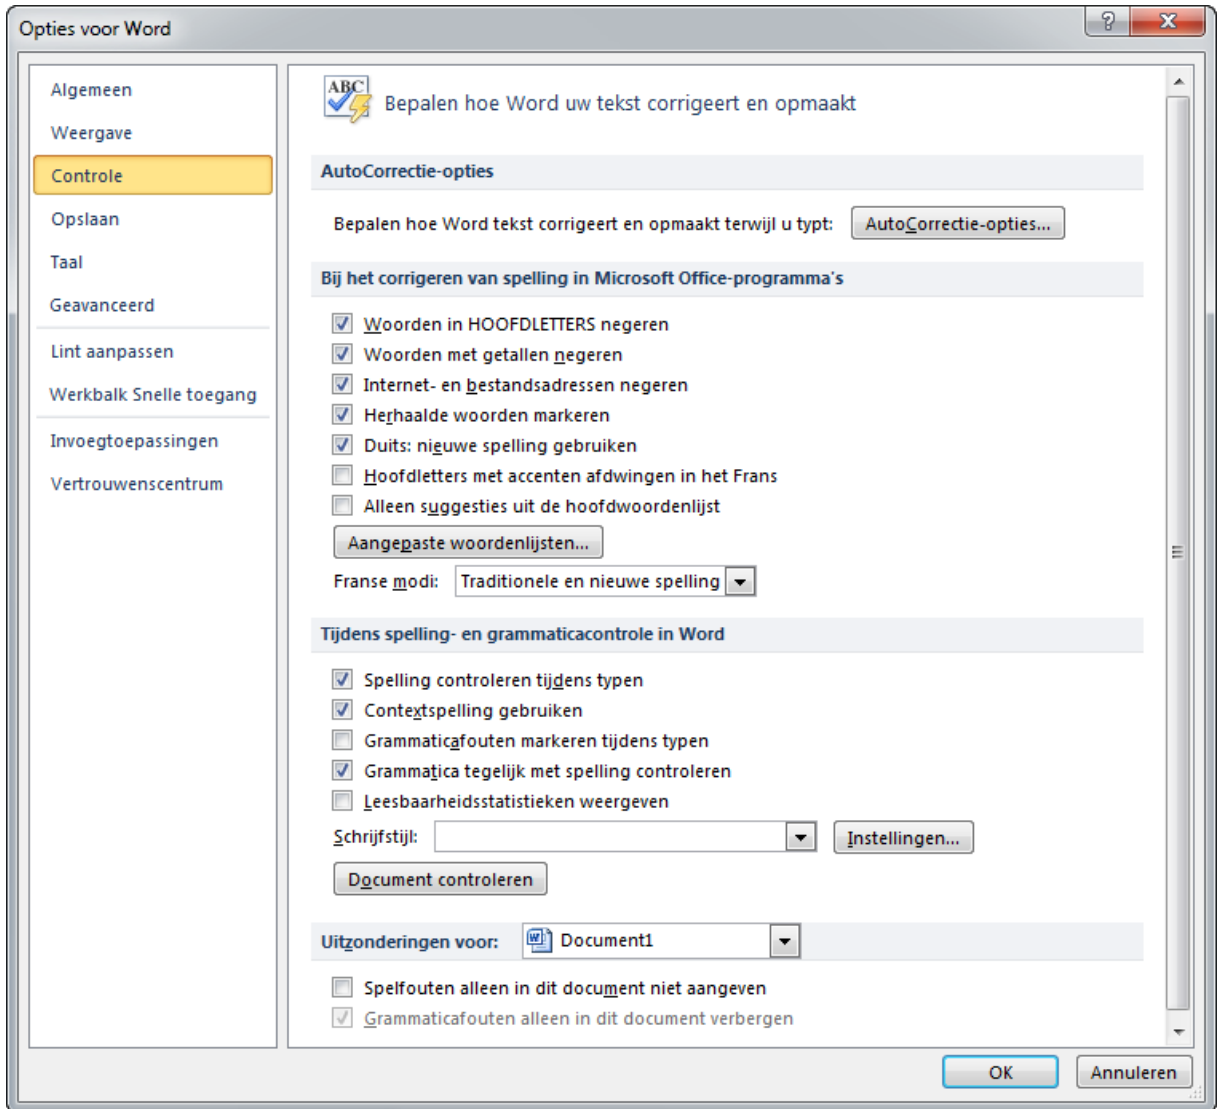 Opties voor Word
Algemeen
Weergave
Controle
Opslaan
Taal
Geavanceerd
Lint aanpassen
Werkbalk Snelle toegang
Invoegtoepassingen
Vertrouwenscentrum
ABC
Bepalen hoe Word uw tekst corrigeert en opmaakt
AutoCorrectie-opties
Bepalen hoe Word tekst corrigeert en opmaakt terwijl u typt: AutoCorrectie-opties...
Bij het corrigeren van spelling in Microsoft Office-programma's
Woorden in HOOFDLETTERS negeren
Woorden met getallen negeren
Internet- en bestandsadressen negeren
Herhaalde woorden markeren
Duits: nieuwe spelling gebruiken
Hoofdletters met accenten afdwingen in het Frans
Alleen suggesties uit de hoofdwoordenlijst
Aangepaste woordenlijsten...
Franse modi: Traditionele en nieuwe spelling
Tijdens spelling- en grammaticacontrole in Word
Spelling controleren tijdens typen
Contextspelling gebruiken
Grammaticafouten markeren tijdens typen
Grammatica tegelijk met spelling controleren
Leesbaarheidsstatistieken weergeven
Schrijfstijl: Instellingen...
Document controleren
Uitzonderingen voor: Document1
Spelfouten alleen in dit document niet aangeven
Grammaticafouten alleen in dit document verbergen
OK Annuleren